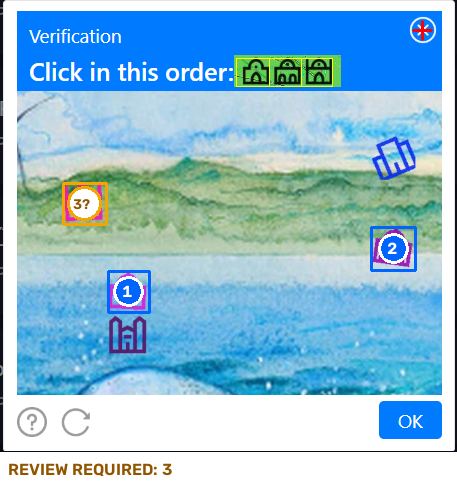 Verification
Click in this order:
3?
2
1
?
OK
REVIEW REQUIRED: 3